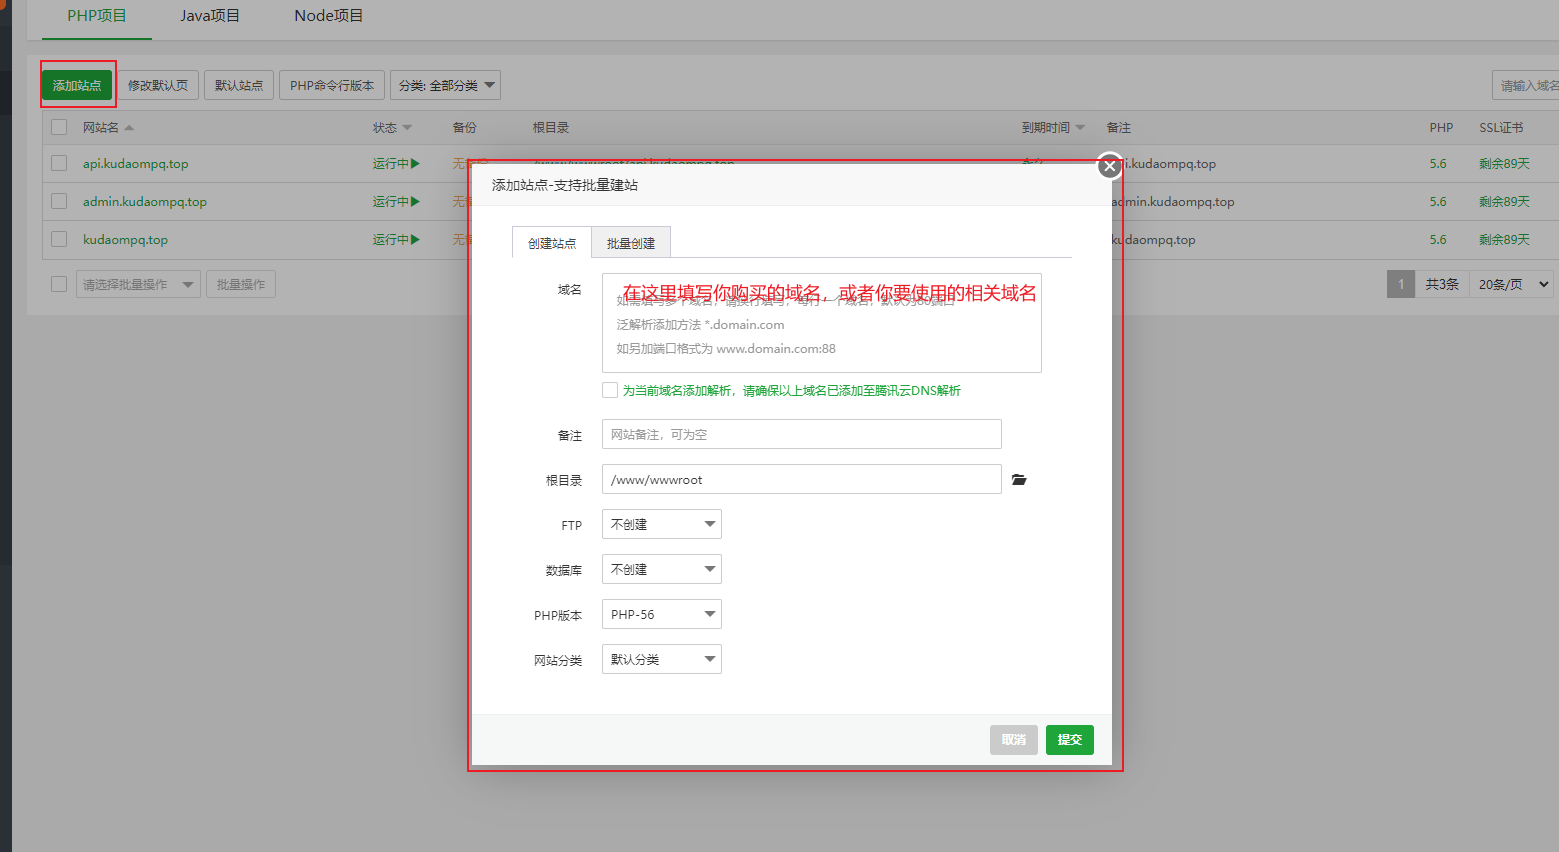 PHP项目 Java项目 Node项目
添加站点 修改默认页 默认站点 PHP命令行版本 分类: 全部分类 请输入域名
网站名 状态 备份 根目录 到期时间 备注 PHP SSL证书
api.kudaompq.top 运行中 /www/wwwroot/api.kudaompq.top .kudaompq.top 5.6 剩余89天
admin.kudaompq.top 运行中 admin.kudaompq.top 5.6 剩余89天
kudaompq.top 运行中 kudaompq.top 5.6 剩余89天
请选择批量操作 批量操作 1 共3条 20条/页
添加站点-支持批量建站
创建站点 批量创建
域名
在这里填写你购买的域名，或者你要使用的相关域名
如需填写多个域名，请换行填写，每行一个域名，默认为80端口
泛解析添加方法 *.domain.com
如另加端口格式为 www.domain.com:88
为当前域名添加解析，请确保以上域名已添加至腾讯云DNS解析
备注 网站备注，可为空
根目录 /www/wwwroot
FTP 不创建
数据库 不创建
PHP版本 PHP-56
网站分类 默认分类
取消 提交